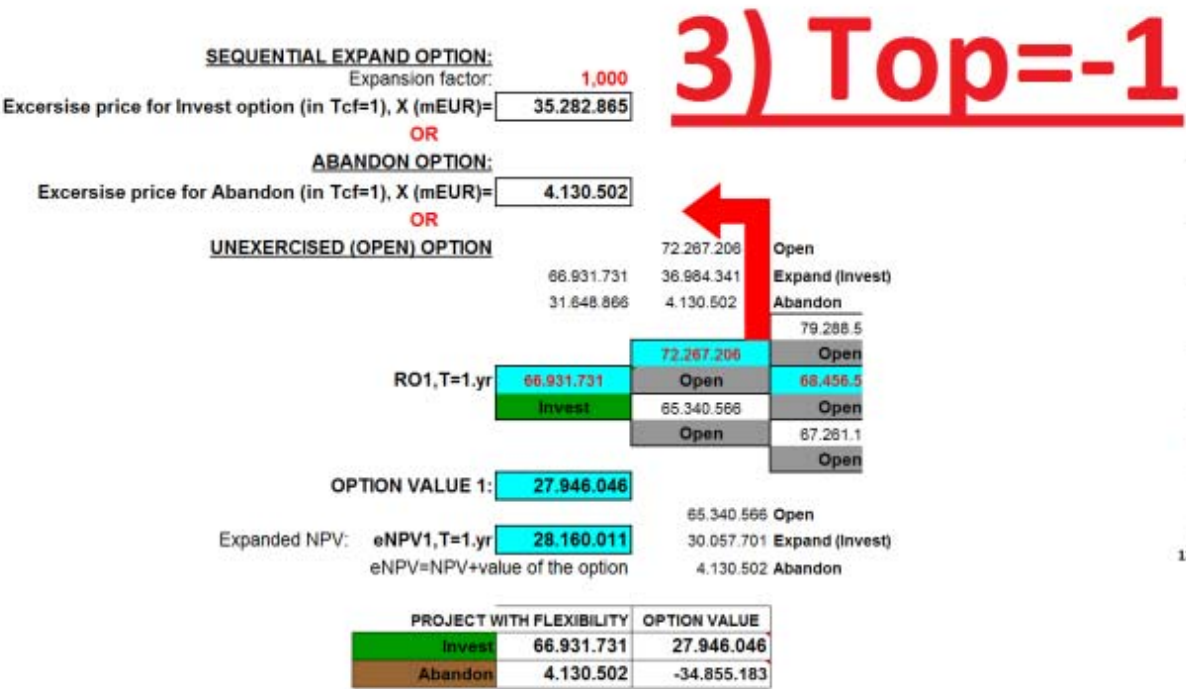 3) Top=-1
SEQUENTIAL EXPAND OPTION:
Expansion factor: 1,000
Excersise price for Invest option (in Tcf=1), X (mEUR)= 35.282.865
OR
ABANDON OPTION:
Excersise price for Abandon (in Tcf=1), X (mEUR)= 4.130.502
OR
UNEXERCISED (OPEN) OPTION 72.267.206 Open
66.931.731 36.984.341 Expand (Invest)
31.648.866 4.130.502 Abandon
79.288.5
72.267.206 Open
RO1,T=1.yr 66.931.731 Open 68.456.5
Invest 65.340.566 Open
Open 67.261.1
Open
OPTION VALUE 1: 27.946.046
65.340.566 Open
Expanded NPV: eNPV1,T=1.yr 28.160.011 30.057.701 Expand (Invest)
eNPV=NPV+value of the option 4.130.502 Abandon
1
PROJECT WITH FLEXIBILITY OPTION VALUE
Invest 66.931.731 27.946.046
Abandon 4.130.502 -34.855.183